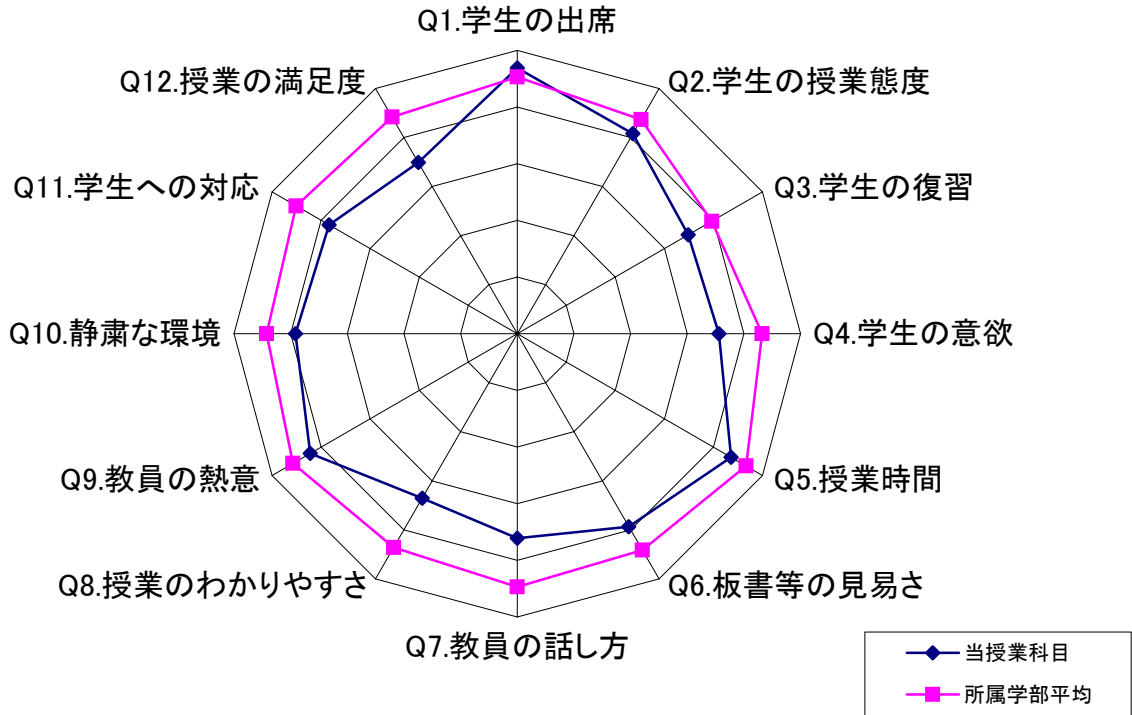 Q1.学生の出席
Q2.学生の授業態度
Q3.学生の復習
Q4.学生の意欲
Q5.授業時間
Q6.板書等の見易さ
Q7.教員の話し方
Q8.授業のわかりやすさ
Q9.教員の熱意
Q10.静粛な環境
Q11.学生への対応
Q12.授業の満足度
当授業科目
所属学部平均